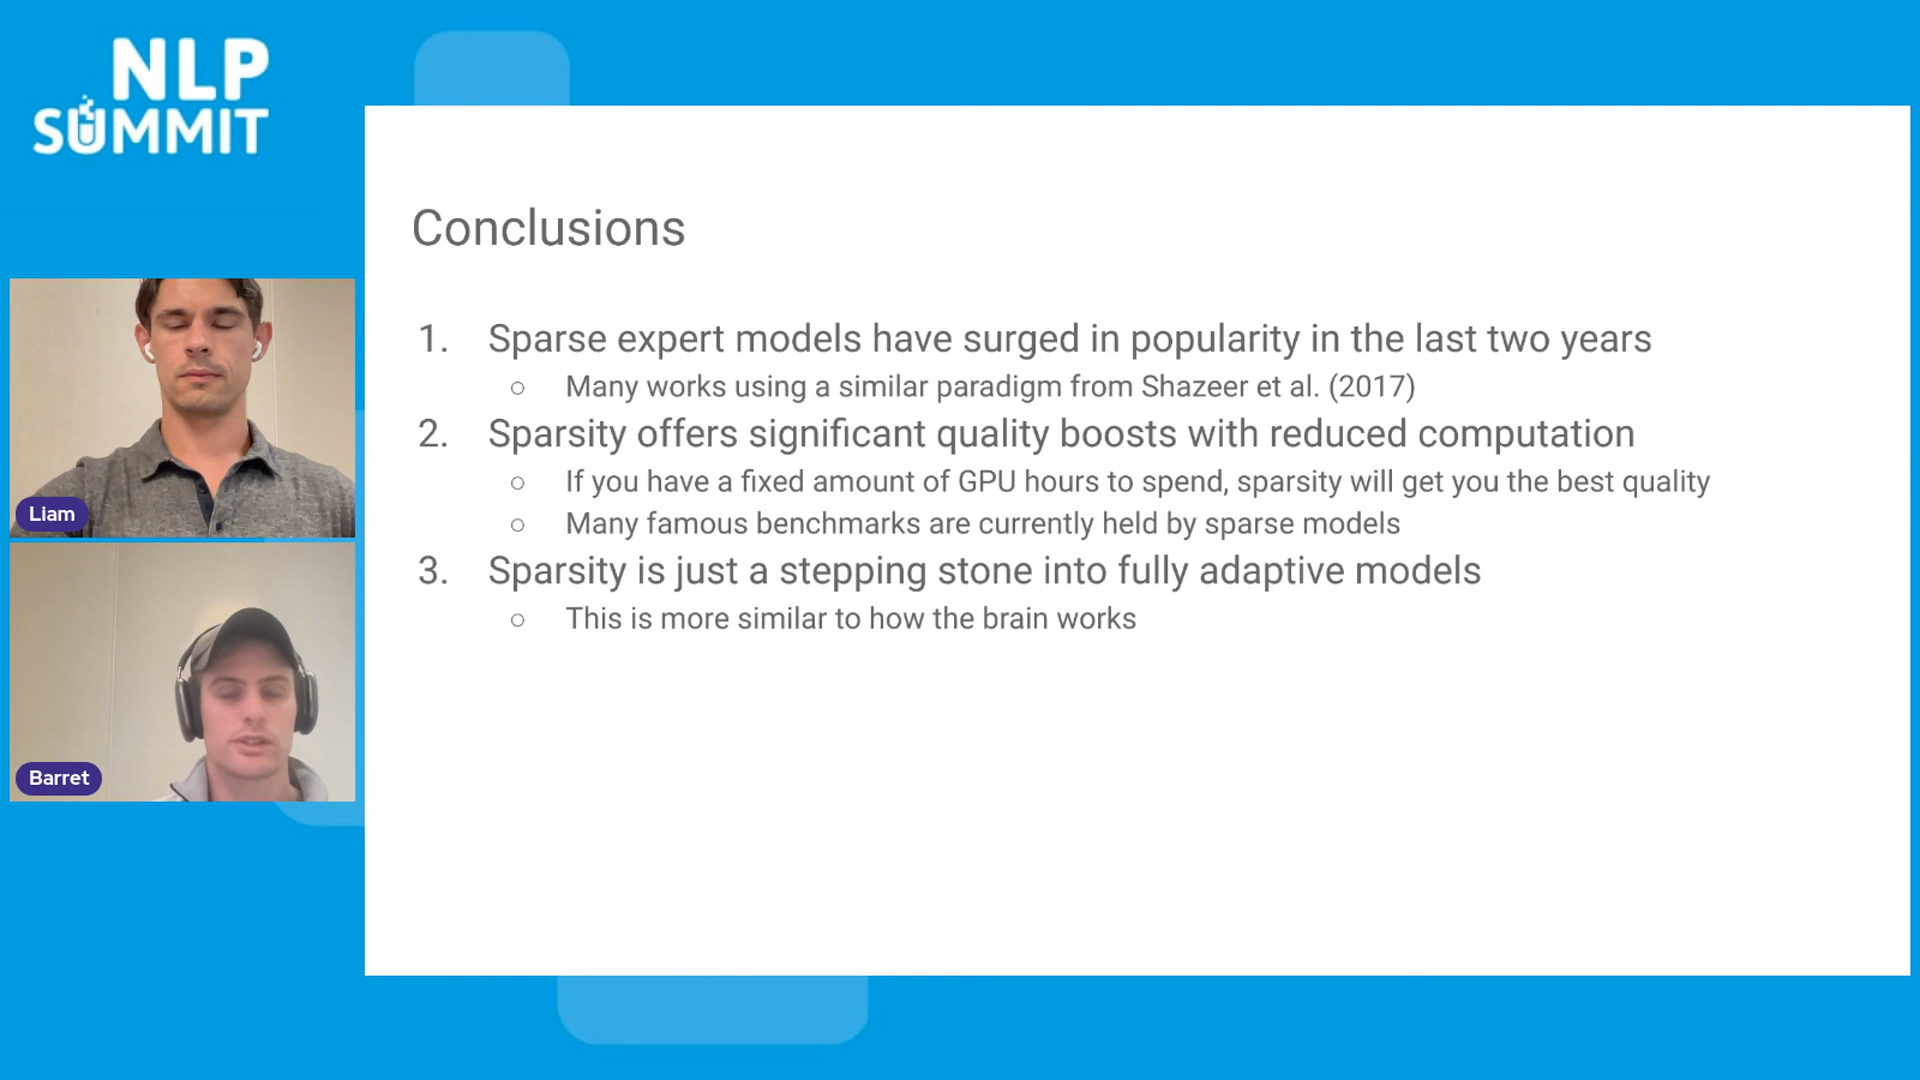 NLP
SUMMIT
Conclusions
1. Sparse expert models have surged in popularity in the last two years
○ Many works using a similar paradigm from Shazeer et al. (2017)
2. Sparsity offers significant quality boosts with reduced computation
○ If you have a fixed amount of GPU hours to spend, sparsity will get you the best quality
○ Many famous benchmarks are currently held by sparse models
3. Sparsity is just a stepping stone into fully adaptive models
○ This is more similar to how the brain works
Liam
Barret